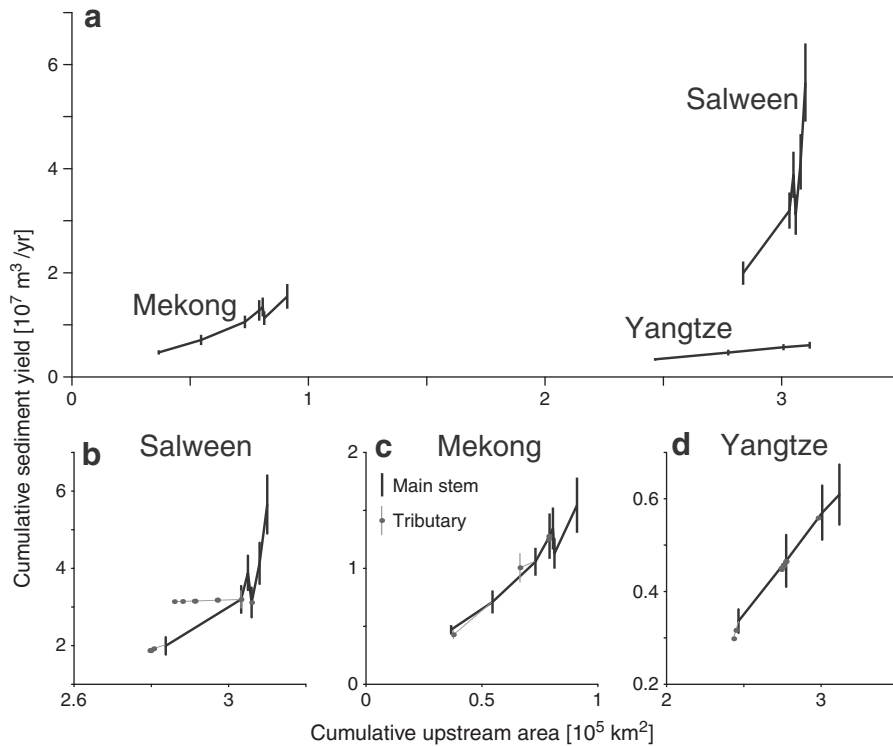 a
6
4
2
0
Salween
Mekong
Yangtze
0
1
2
3
Cumulative sediment yield [10⁷ m³/yr]
b
Salween
6
4
2
2.6
3
c
Mekong
2
1
0
Main stem
Tributary
0
0.5
1
d
Yangtze
0.6
0.4
0.2
2
3
Cumulative upstream area [10⁵ km²]